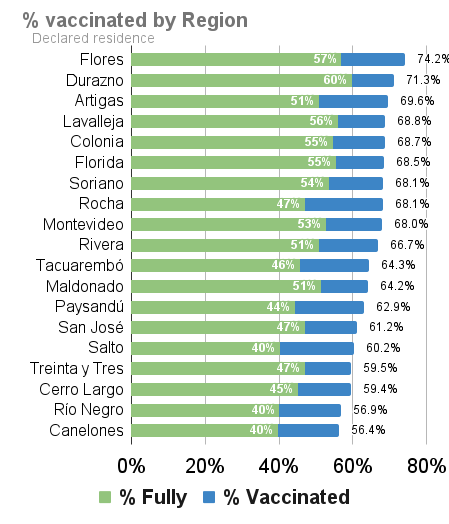 % vaccinated by Region
Declared residence
Flores 57% 74.2%
Durazno 60% 71.3%
Artigas 51% 69.6%
Lavalleja 56% 68.8%
Colonia 55% 68.7%
Florida 55% 68.5%
Soriano 54% 68.1%
Rocha 47% 68.1%
Montevideo 53% 68.0%
Rivera 51% 66.7%
Tacuarembó 46% 64.3%
Maldonado 51% 64.2%
Paysandú 44% 62.9%
San José 47% 61.2%
Salto 40% 60.2%
Treinta y Tres 47% 59.5%
Cerro Largo 45% 59.4%
Río Negro 40% 56.9%
Canelones 40% 56.4%
0% 20% 40% 60% 80%
% Fully % Vaccinated